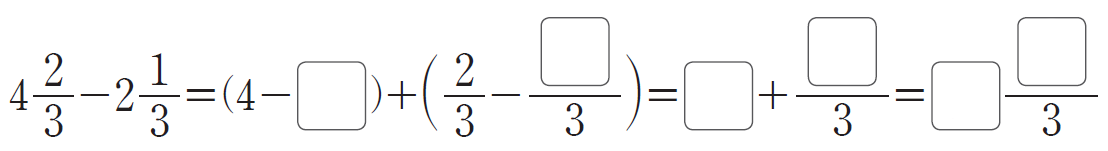 4 2/3 − 2 1/3 = (4 − □) + (2/3 − □/3) = □ + □/3 = □ □/3